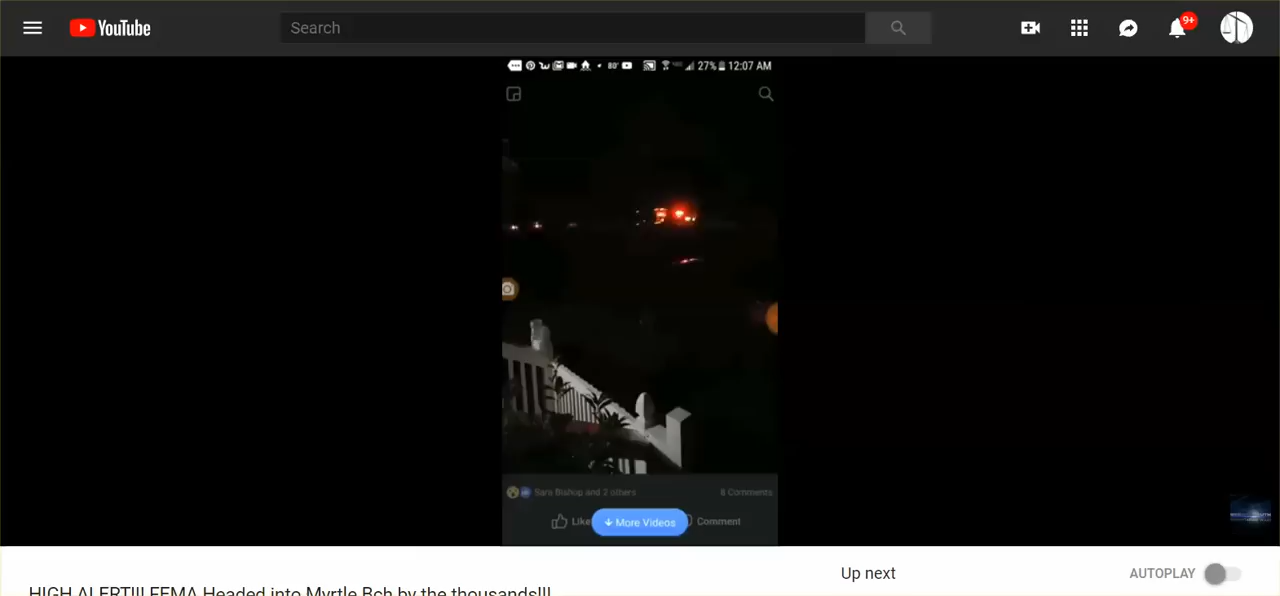 YouTube
Search
9+
80° 27% 12:07 AM
Sara Bishop and 2 others 8 Comments
Like More Videos Comment
Up next AUTOPLAY
HIGH ALERT!!! FEMA Headed into Myrtle Bch by the thousands!!!